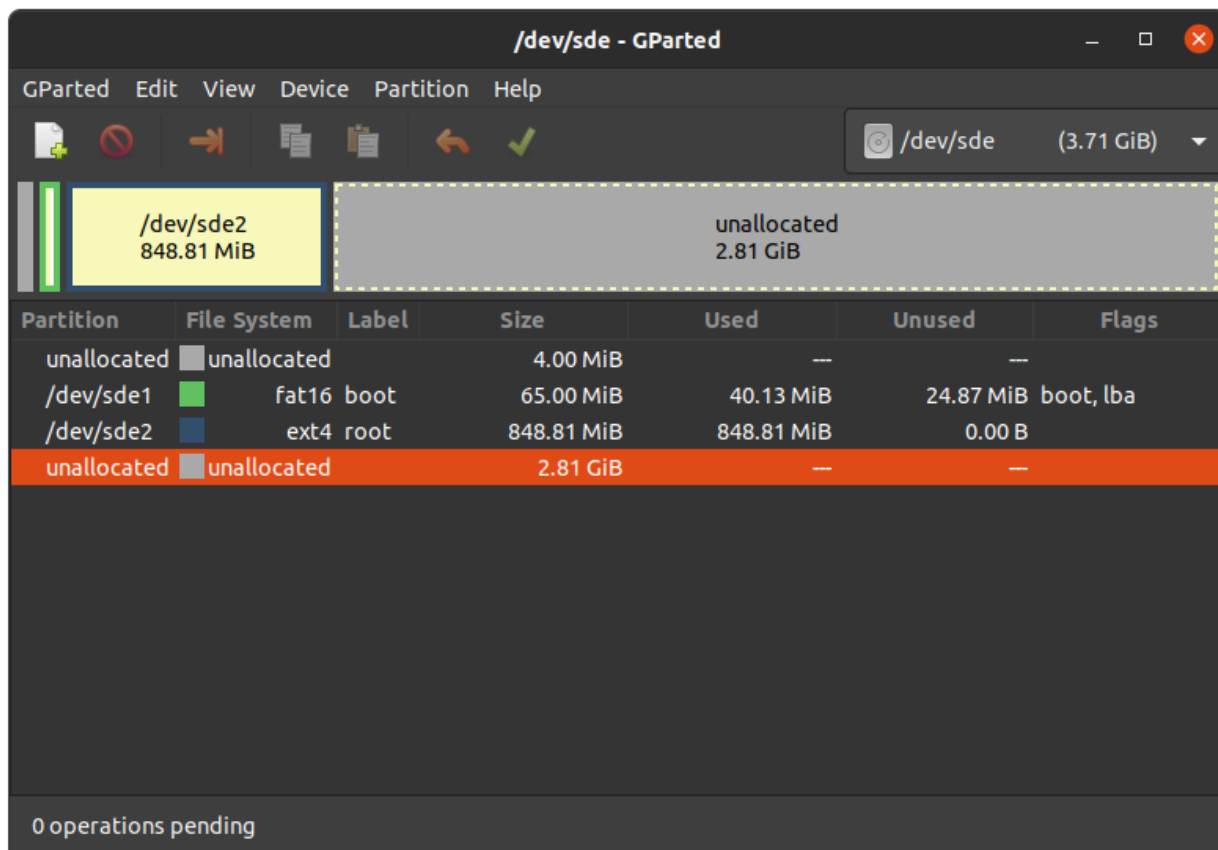 /dev/sde - GParted
GParted Edit View Device Partition Help
/dev/sde (3.71 GiB)
/dev/sde2
848.81 MiB
unallocated
2.81 GiB
Partition File System Label Size Used Unused Flags
unallocated unallocated 4.00 MiB --- ---
/dev/sde1 fat16 boot 65.00 MiB 40.13 MiB 24.87 MiB boot, lba
/dev/sde2 ext4 root 848.81 MiB 848.81 MiB 0.00 B
unallocated unallocated 2.81 GiB --- ---
0 operations pending